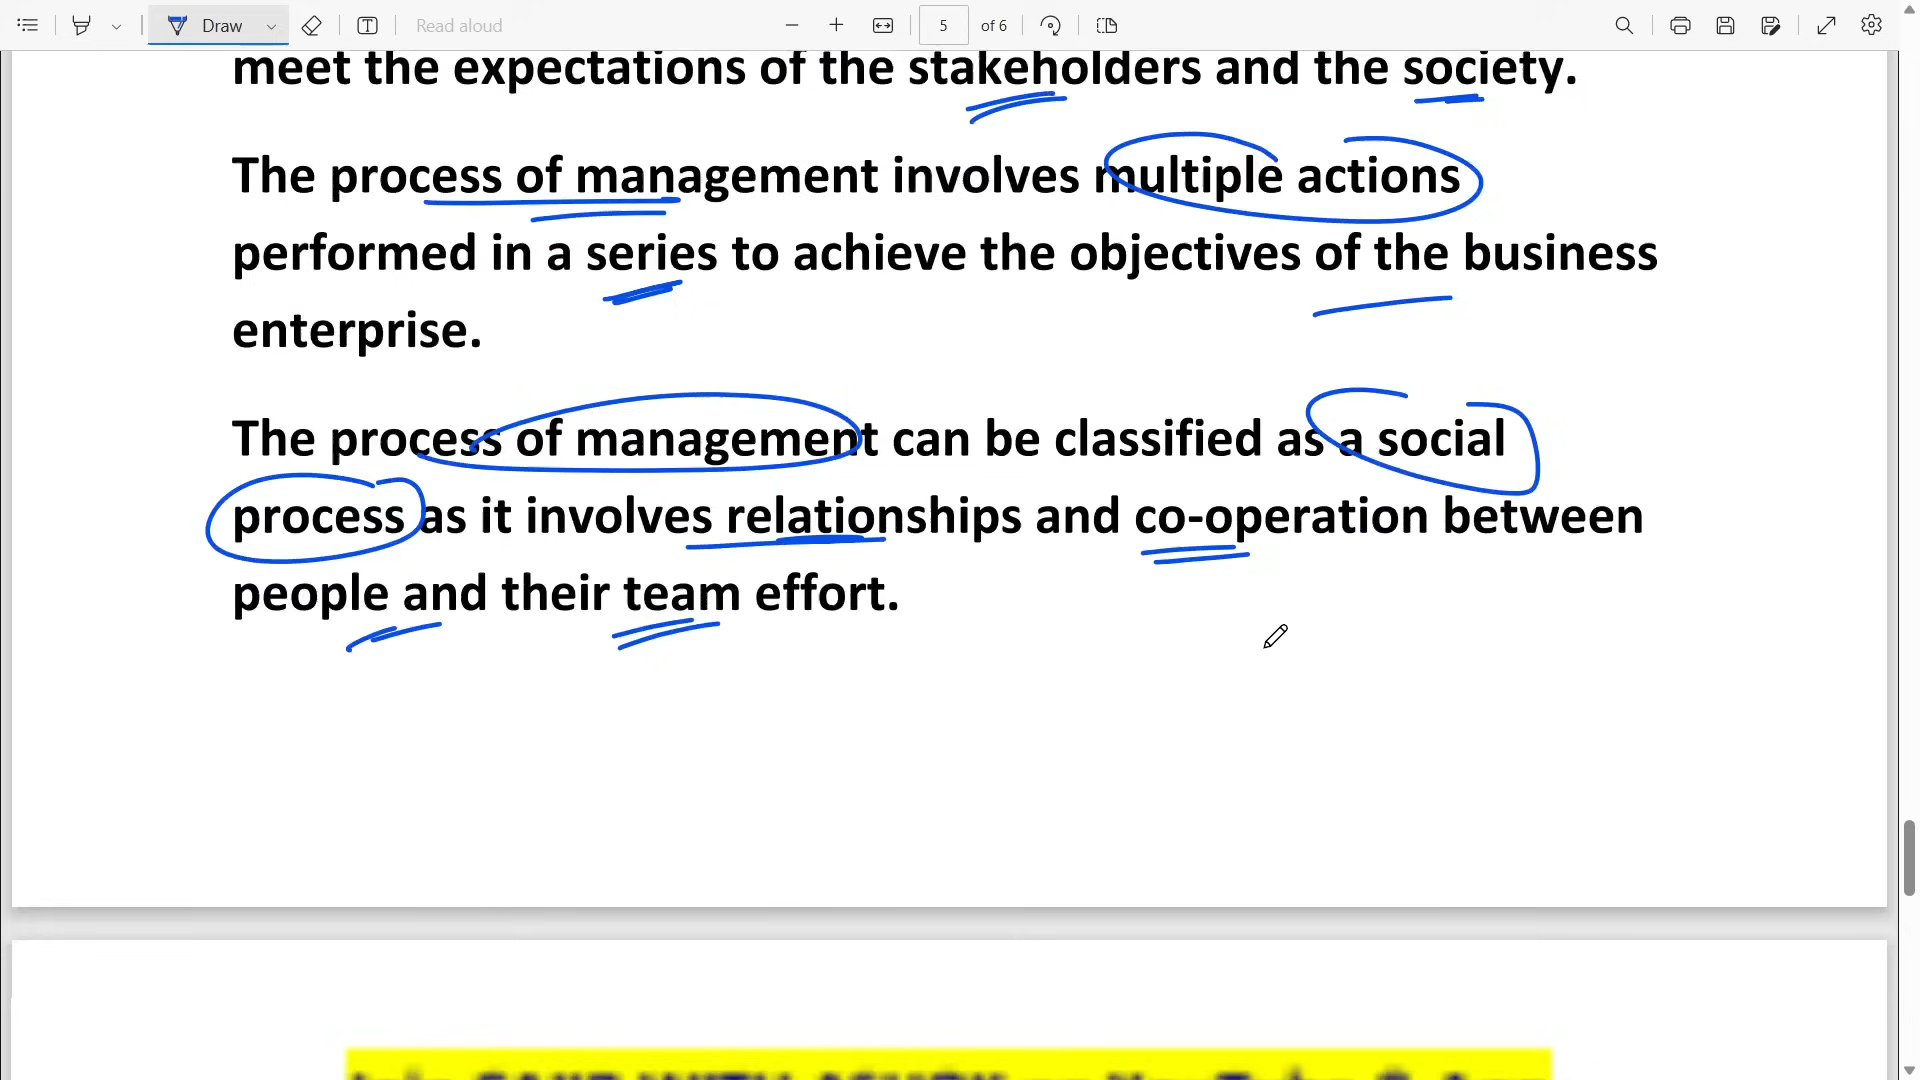 Draw
Read aloud
5
of 6
meet the expectations of the stakeholders and the society.
The process of management involves multiple actions
performed in a series to achieve the objectives of the business
enterprise.
The process of management can be classified as a social
process as it involves relationships and co-operation between
people and their team effort.